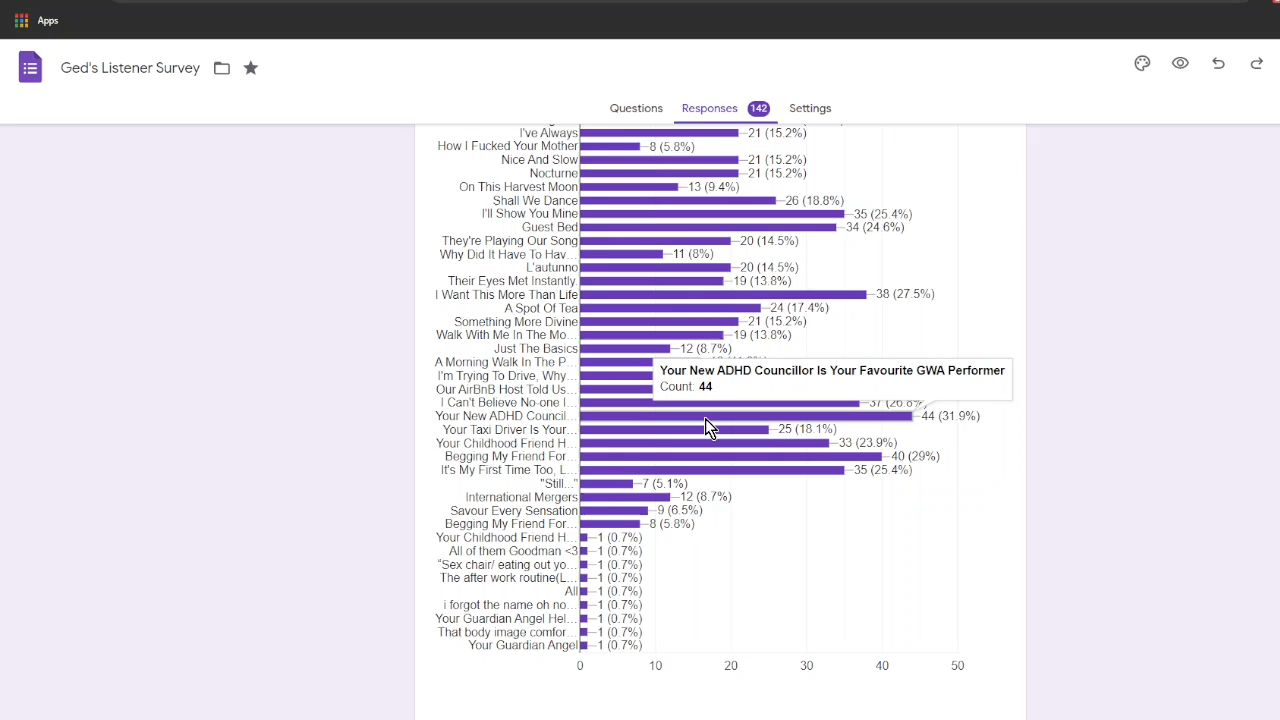 Apps
Ged's Listener Survey
Questions Responses 142 Settings
I've Always 21 (15.2%)
How I Fucked Your Mother 8 (5.8%)
Nice And Slow 21 (15.2%)
Nocturne 21 (15.2%)
On This Harvest Moon 13 (9.4%)
Shall We Dance 26 (18.8%)
I'll Show You Mine 35 (25.4%)
Guest Bed 34 (24.6%)
They're Playing Our Song 20 (14.5%)
Why Did It Have To Hav... 11 (8%)
L'autunno 20 (14.5%)
Their Eyes Met Instantly. 19 (13.8%)
I Want This More Than Life 38 (27.5%)
A Spot Of Tea 24 (17.4%)
Something More Divine 21 (15.2%)
Walk With Me In The Mo... 19 (13.8%)
Just The Basics 12 (8.7%)
A Morning Walk In The P...
I'm Trying To Drive, Why...
Our AirBnB Host Told Us...
Your New ADHD Councillor Is Your Favourite GWA Performer
Count: 44
I Can't Believe No-one I... 37 (26.8%)
Your New ADHD Council... 44 (31.9%)
Your Taxi Driver Is Your... 25 (18.1%)
Your Childhood Friend H... 33 (23.9%)
Begging My Friend For... 40 (29%)
It's My First Time Too, L... 35 (25.4%)
"Still..." 7 (5.1%)
International Mergers 12 (8.7%)
Savour Every Sensation 9 (6.5%)
Begging My Friend For... 8 (5.8%)
Your Childhood Friend H... 1 (0.7%)
All of them Goodman <3 1 (0.7%)
“Sex chair/ eating out yo... 1 (0.7%)
The after work routine(L... 1 (0.7%)
All 1 (0.7%)
i forgot the name oh no... 1 (0.7%)
Your Guardian Angel Hel... 1 (0.7%)
That body image comfor... 1 (0.7%)
Your Guardian Angel 1 (0.7%)
0 10 20 30 40 50